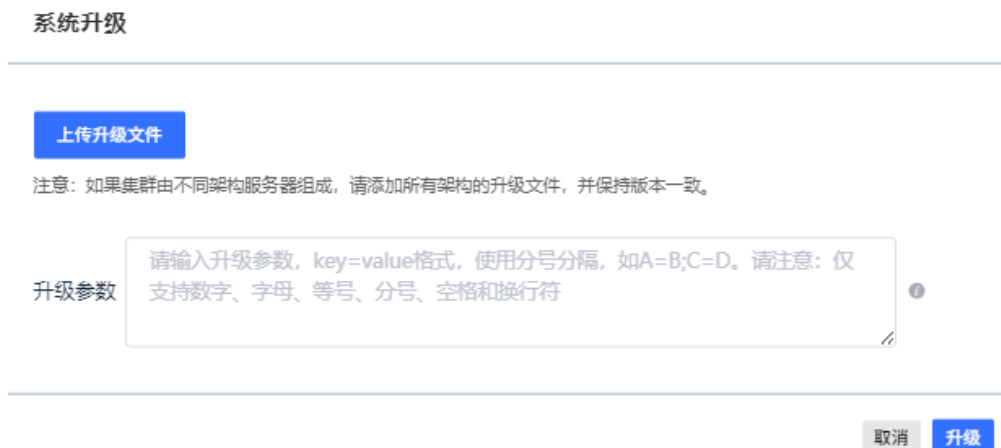 系统升级
上传升级文件
注意：如果集群由不同架构服务器组成，请添加所有架构的升级文件，并保持版本一致。
请输入升级参数，key=value格式，使用分号分隔，如A=B;C=D。请注意：仅
升级参数
支持数字、字母、等号、分号、空格和换行符
取消
升级